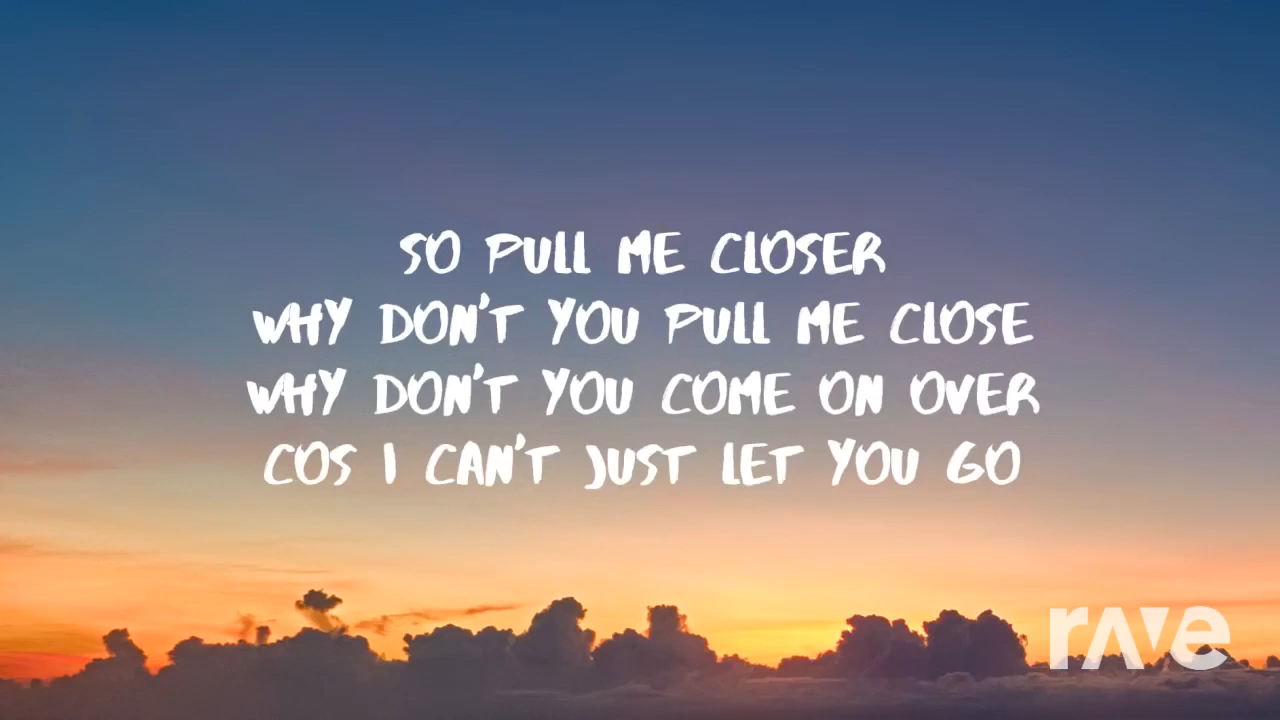 SO PULL ME CLOSER
WHY DON'T YOU PULL ME CLOSE
WHY DON'T YOU COME ON OVER
COS I CAN'T JUST LET YOU GO
rave